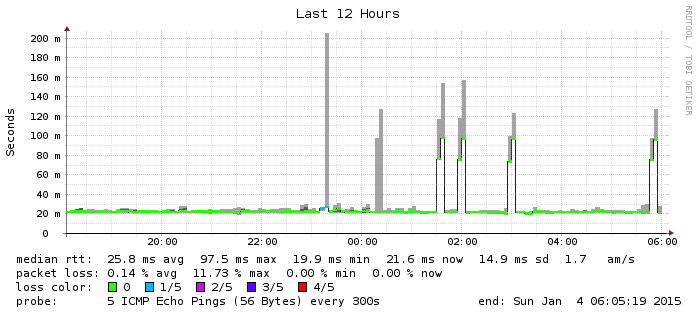 Last 12 Hours
RRDTOOL / TOBI OETIKER
Seconds
200 m
180 m
160 m
140 m
120 m
100 m
80 m
60 m
40 m
20 m
0
20:00 22:00 00:00 02:00 04:00 06:00
median rtt: 25.8 ms avg 97.5 ms max 19.9 ms min 21.6 ms now 14.9 ms sd 1.7 am/s
packet loss: 0.14 % avg 11.73 % max 0.00 % min 0.00 % now
loss color: 0 1/5 2/5 3/5 4/5
probe: 5 ICMP Echo Pings (56 Bytes) every 300s end: Sun Jan 4 06:05:19 2015